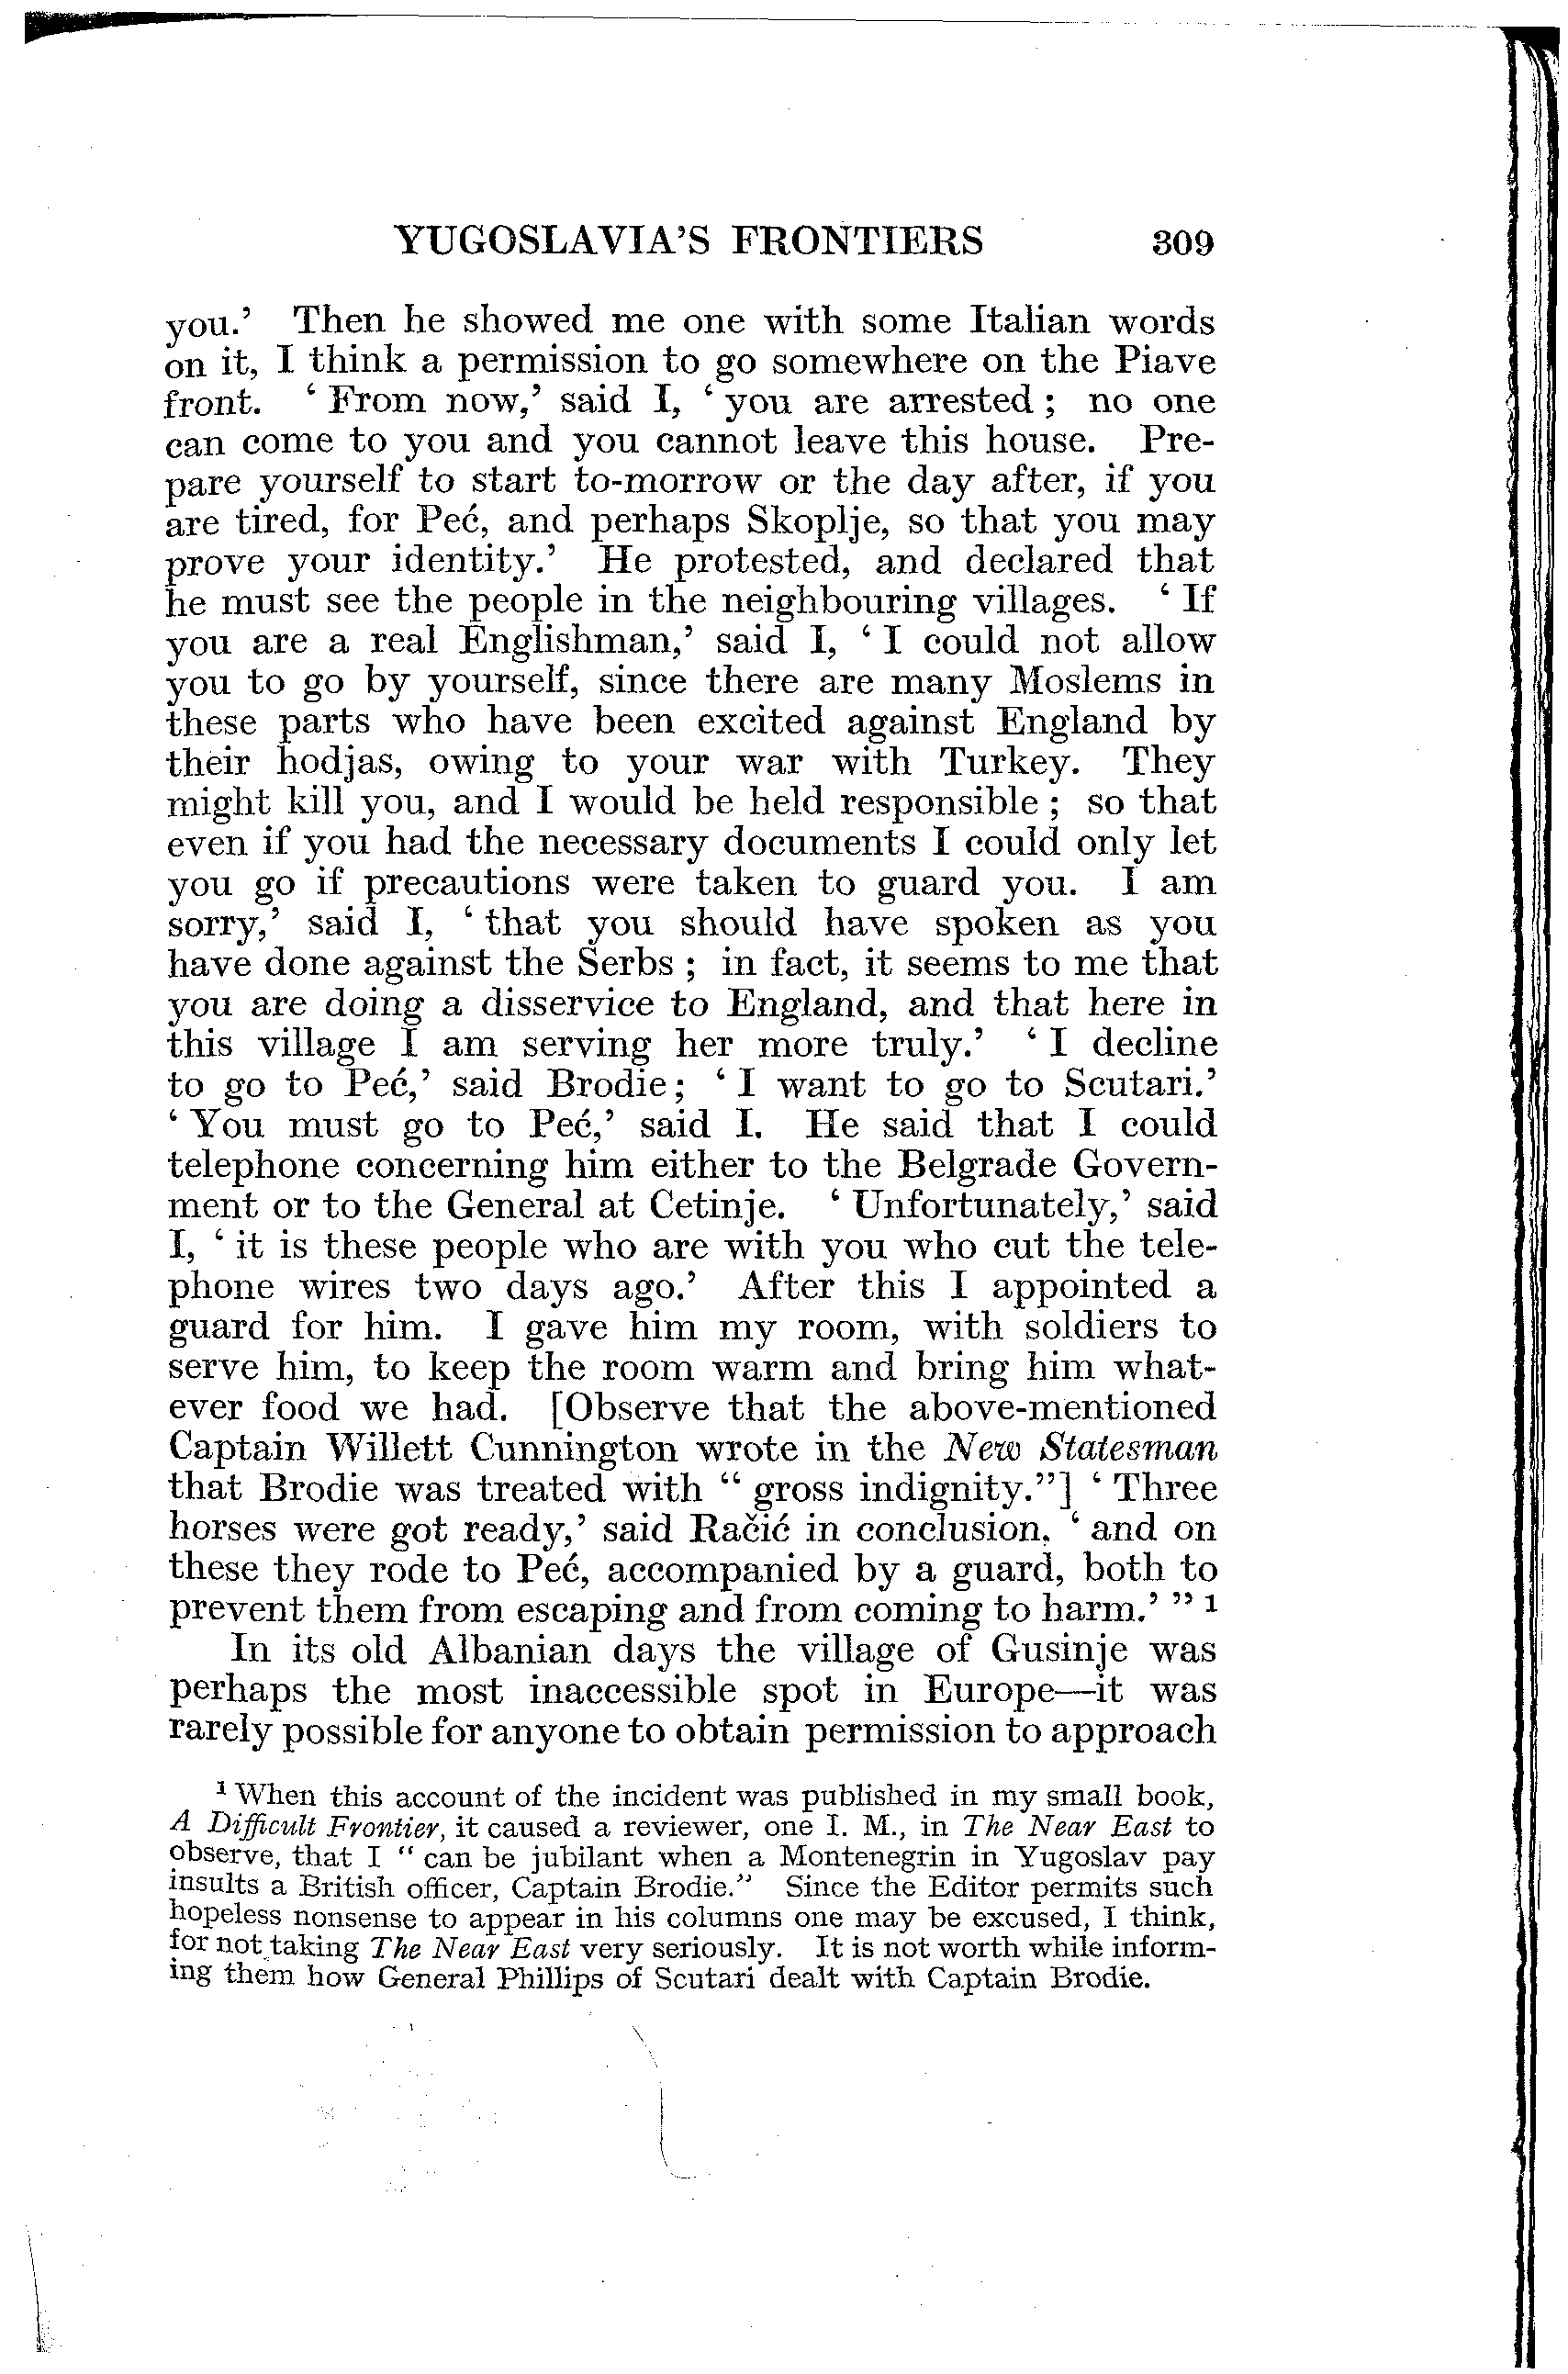 YUGOSLAVIA'S FRONTIERS 309
you.' Then he showed me one with some Italian words
on it, I think a permission to go somewhere on the Piave
front. ' From now,' said I, ' you are arrested ; no one
can come to you and you cannot leave this house. Pre-
pare yourself to start to-morrow or the day after, if you
are tired, for Peć, and perhaps Skoplje, so that you may
prove your identity.' He protested, and declared that
he must see the people in the neighbouring villages. ' If
you are a real Englishman,' said I, ' I could not allow
you to go by yourself, since there are many Moslems in
these parts who have been excited against England by
their hodjas, owing to your war with Turkey. They
might kill you, and I would be held responsible ; so that
even if you had the necessary documents I could only let
you go if precautions were taken to guard you. I am
sorry,' said I, ' that you should have spoken as you
have done against the Serbs ; in fact, it seems to me that
you are doing a disservice to England, and that here in
this village I am serving her more truly.' ' I decline
to go to Peć,' said Brodie ; ' I want to go to Scutari.'
' You must go to Peć,' said I. He said that I could
telephone concerning him either to the Belgrade Govern-
ment or to the General at Cetinje. ' Unfortunately,' said
I, ' it is these people who are with you who cut the tele-
phone wires two days ago.' After this I appointed a
guard for him. I gave him my room, with soldiers to
serve him, to keep the room warm and bring him what-
ever food we had. [Observe that the above-mentioned
Captain Willett Cunnington wrote in the New Statesman
that Brodie was treated with " gross indignity."] ' Three
horses were got ready,' said Račić in conclusion, ' and on
these they rode to Peć, accompanied by a guard, both to
prevent them from escaping and from coming to harm.' " 1
In its old Albanian days the village of Gusinje was
perhaps the most inaccessible spot in Europe—it was
rarely possible for anyone to obtain permission to approach
1 When this account of the incident was published in my small book,
A Difficult Frontier, it caused a reviewer, one I. M., in The Near East to
observe, that I " can be jubilant when a Montenegrin in Yugoslav pay
insults a British officer, Captain Brodie." Since the Editor permits such
hopeless nonsense to appear in his columns one may be excused, I think,
for not taking The Near East very seriously. It is not worth while inform-
ing them how General Phillips of Scutari dealt with Captain Brodie.